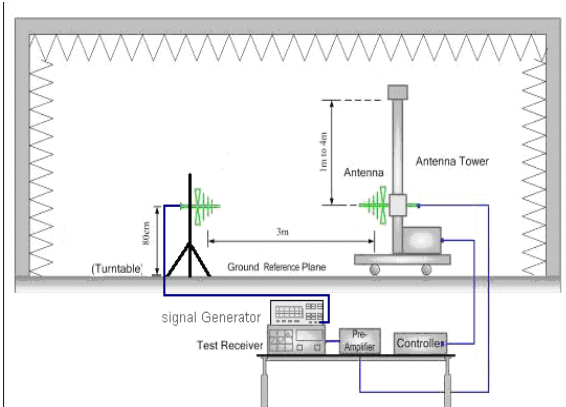 1m to 4m
Antenna Tower
Antenna
80cm
3m
(Turntable)
Ground Reference Plane
signal Generator
Test Receiver
Pre-
Amplifier
Controller